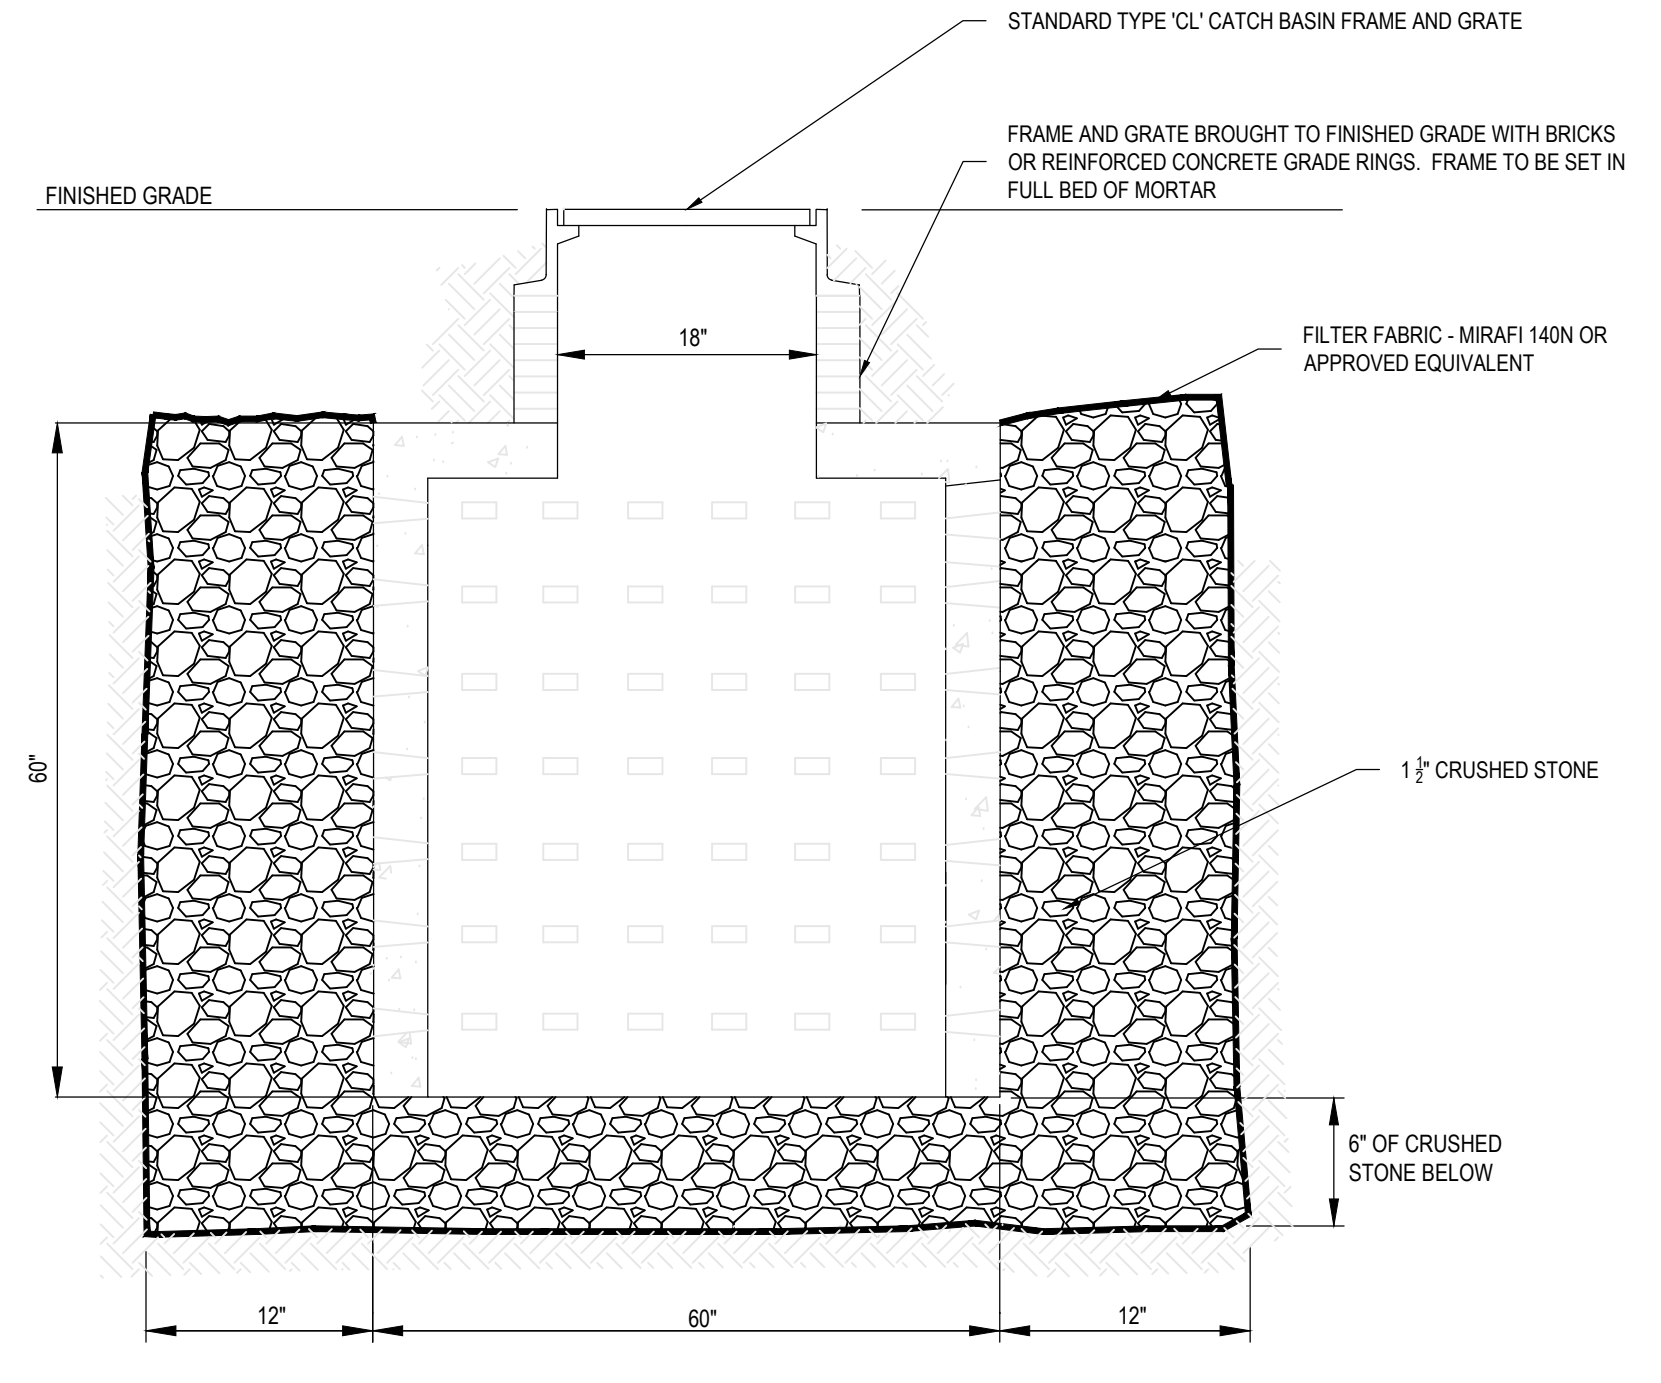 STANDARD TYPE 'CL' CATCH BASIN FRAME AND GRATE
FRAME AND GRATE BROUGHT TO FINISHED GRADE WITH BRICKS
OR REINFORCED CONCRETE GRADE RINGS. FRAME TO BE SET IN
FULL BED OF MORTAR
FINISHED GRADE
18"
FILTER FABRIC - MIRAFI 140N OR
APPROVED EQUIVALENT
60"
1 1/2" CRUSHED STONE
6" OF CRUSHED
STONE BELOW
12"
60"
12"